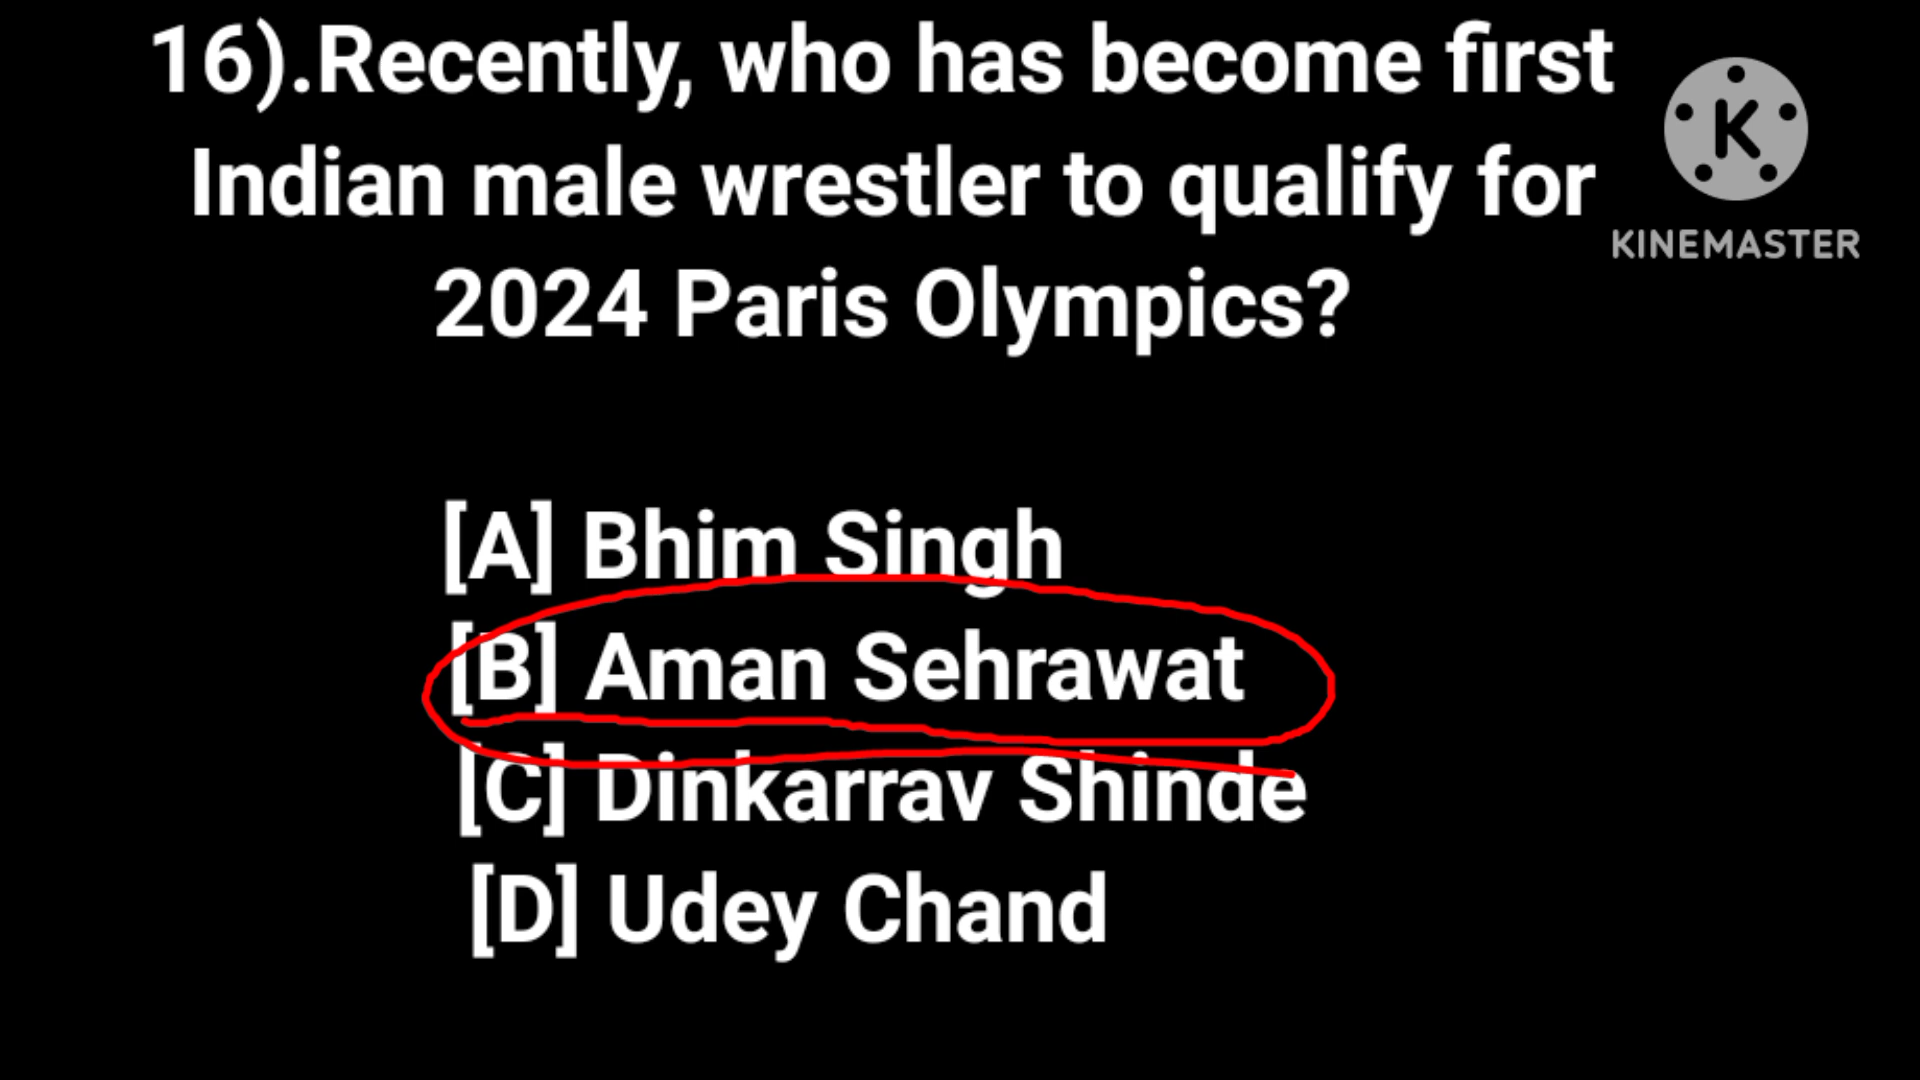 16).Recently, who has become first
Indian male wrestler to qualify for
2024 Paris Olympics?
K
KINEMASTER
[A] Bhim Singh
[B] Aman Sehrawat
[C] Dinkarrav Shinde
[D] Udey Chand